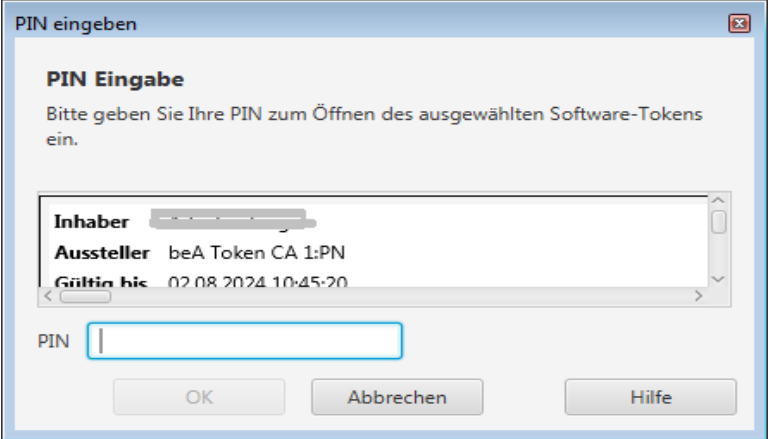 PIN eingeben
PIN Eingabe
Bitte geben Sie Ihre PIN zum Öffnen des ausgewählten Software-Tokens
ein.
Inhaber
Aussteller beA Token CA 1:PN
Gültig bis 02.08.2024 10:45:20
PIN
OK Abbrechen Hilfe